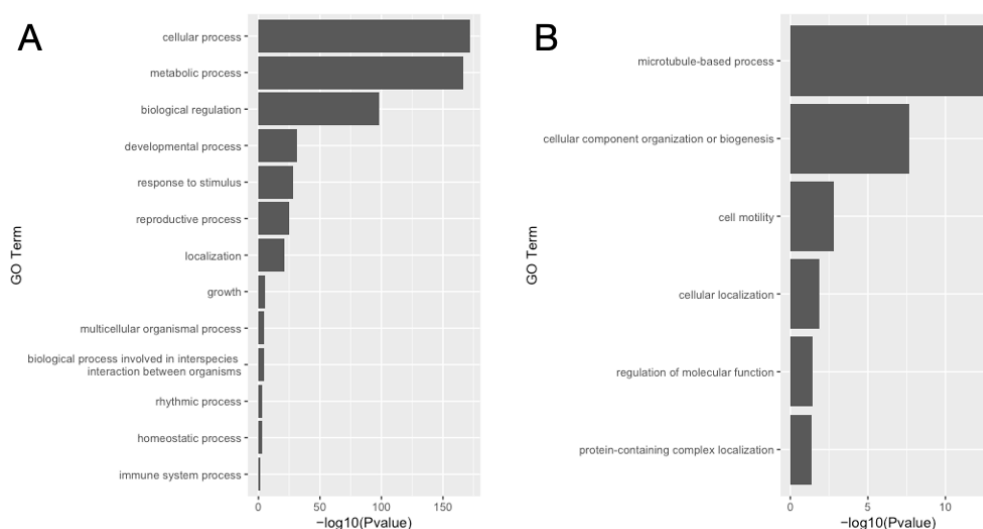 A
cellular process
metabolic process
biological regulation
developmental process
response to stimulus
reproductive process
localization
growth
multicellular organismal process
biological process involved in interspecies
interaction between organisms
rhythmic process
homeostatic process
immune system process
GO Term
0 50 100 150
−log10(Pvalue)
B
microtubule-based process
cellular component organization or biogenesis
cell motility
cellular localization
regulation of molecular function
protein-containing complex localization
GO Term
0 5 10
−log10(Pvalue)